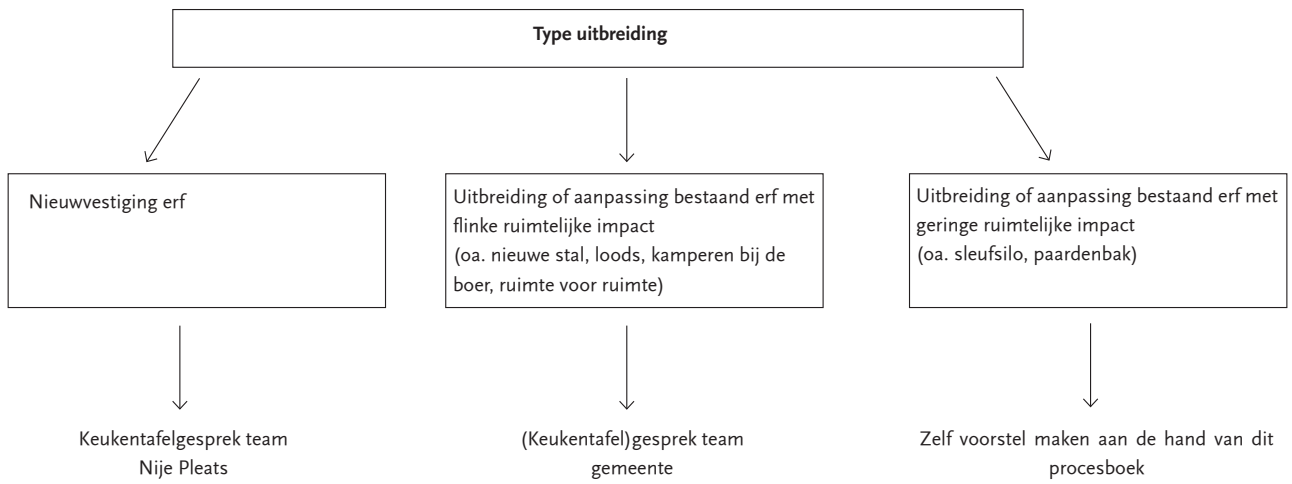 Type uitbreiding
Nieuwvestiging erf
Uitbreiding of aanpassing bestaand erf met
flinke ruimtelijke impact
(oa. nieuwe stal, loods, kamperen bij de
boer, ruimte voor ruimte)
Uitbreiding of aanpassing bestaand erf met
geringe ruimtelijke impact
(oa. sleufsilo, paardenbak)
Keukentafelgesprek team
Nije Pleats
(Keukentafel)gesprek team
gemeente
Zelf voorstel maken aan de hand van dit
procesboek